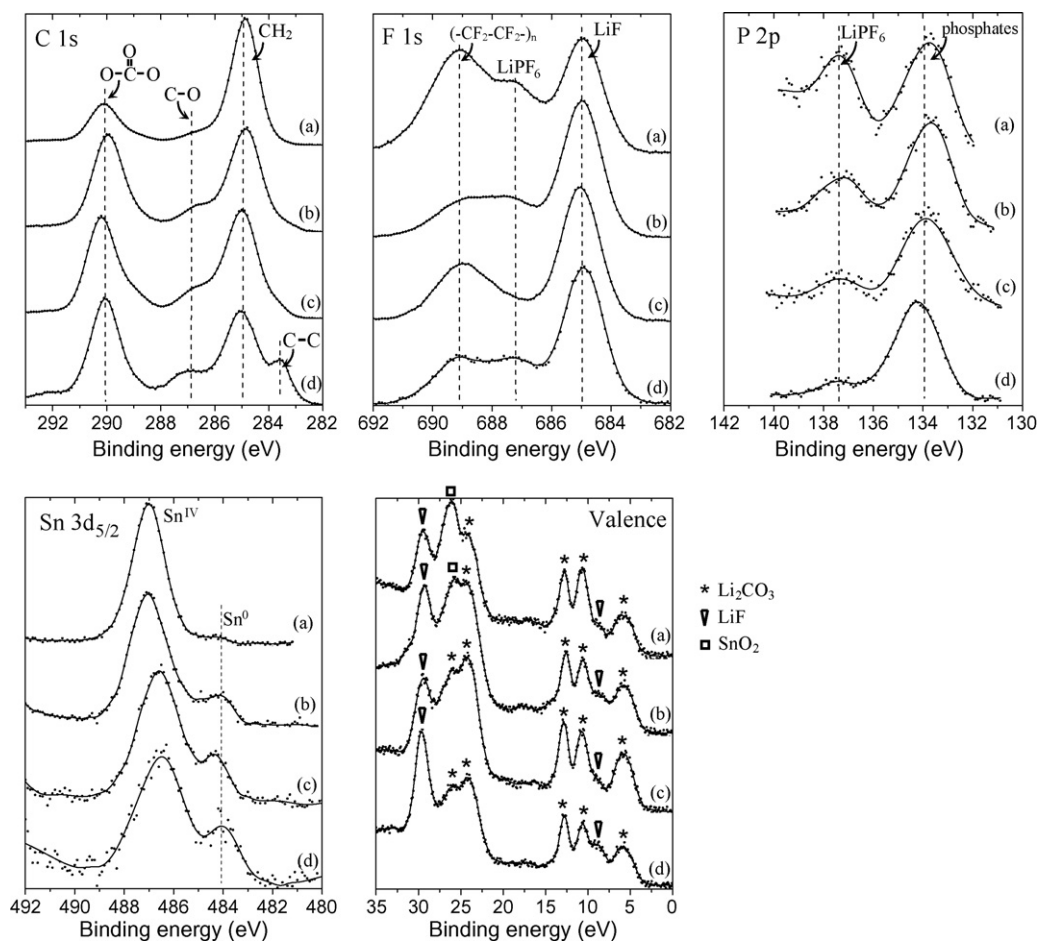 C 1s
O
O-C-O
C-O
CH2
(a)
(b)
(c)
C-C
(d)
292 290 288 286 284 282
Binding energy (eV)
F 1s
(-CF2-CF2-)n
LiF
LiPF6
(a)
(b)
(c)
(d)
692 690 688 686 684 682
Binding energy (eV)
P 2p
LiPF6
phosphates
(a)
(b)
(c)
(d)
142 140 138 136 134 132 130
Binding energy (eV)
Sn 3d5/2
SnIV
Sn0
(a)
(b)
(c)
(d)
492 490 488 486 484 482 480
Binding energy (eV)
Valence
(a)
(b)
(c)
(d)
35 30 25 20 15 10 5 0
Binding energy (eV)
* Li2CO3
LiF
SnO2